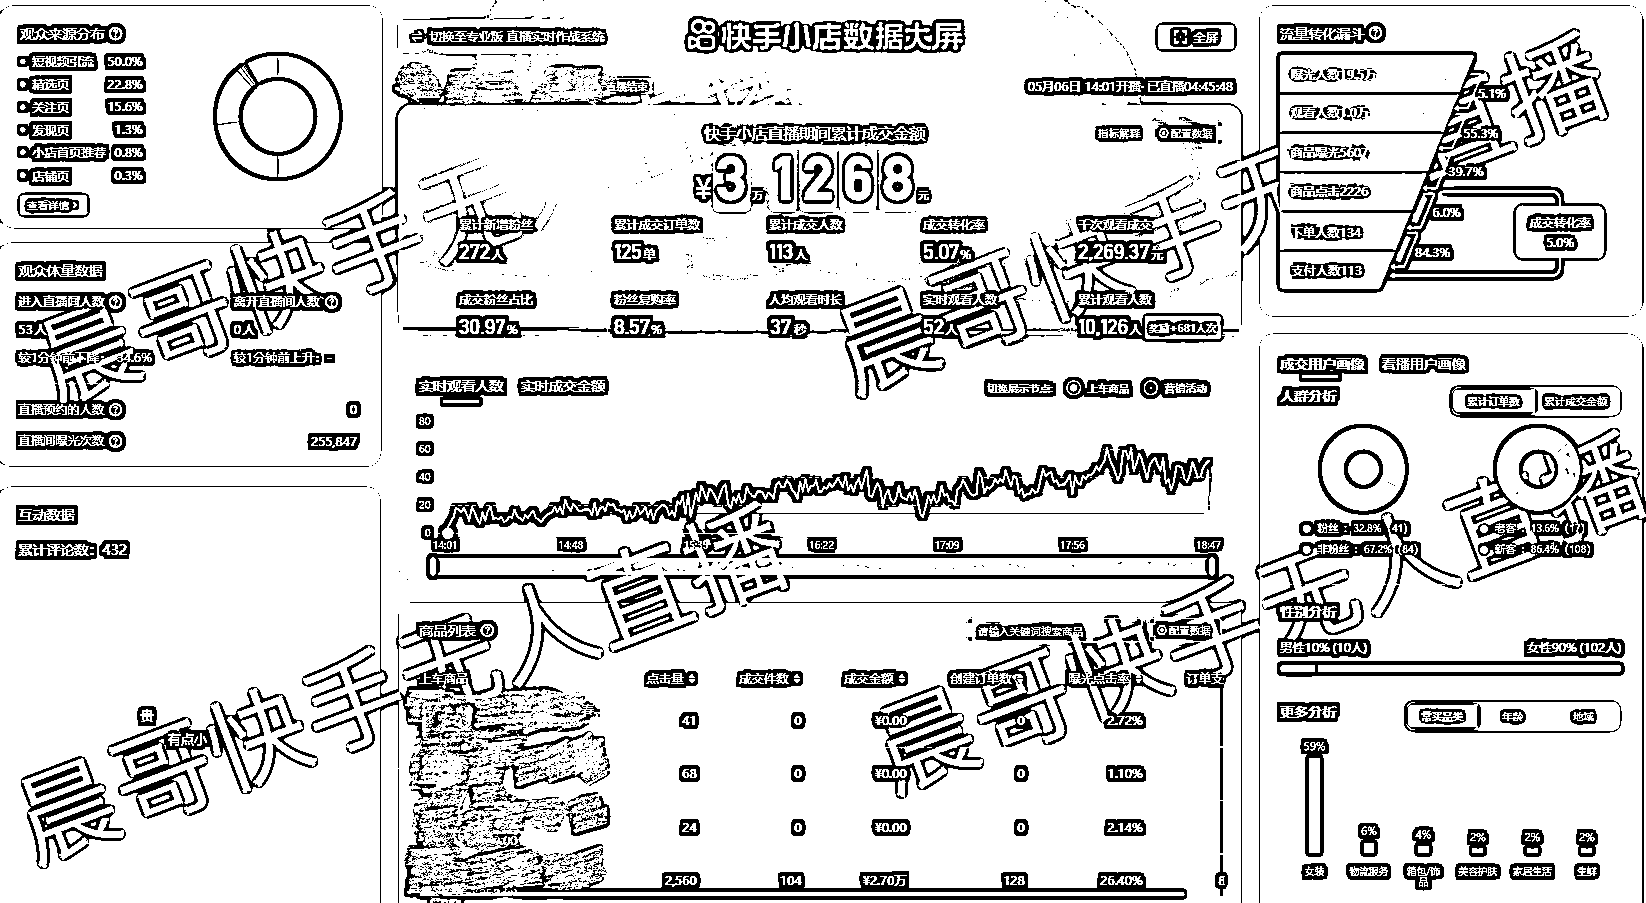 观众来源分布
短视频引流 50.0%
精选页 22.8%
关注页 15.6%
发现页 1.3%
小店首页推荐 0.8%
店铺页 0.3%
查看详情
观众体量数据
进入直播间人数
离开直播间人数
53人
0人
较1分钟前下降：
较1分钟前上升：-
直播预约的人数 0
直播间曝光次数 255,847
互动数据
累计评论数：432
贵
有点小
切换至专业版 直播实时作战系统
快手小店数据大屏
全屏
05月06日 14:01开播 已直播04:45:48
快手小店直播期间累计成交金额
指标解释
配置数据
¥3万1268元
累计新增粉丝
272人
累计成交订单数
125单
累计成交人数
113人
成交转化率
5.07%
千次观看成交
2,269.37元
成交粉丝占比
30.97%
粉丝复购率
8.57%
人均观看时长
37秒
实时观看人数
52人
累计观看人数
10,126人
实时观看人数 实时成交金额
切换展示节点: 上车商品 营销活动
80
60
40
20
0
14:01 14:48 16:22 17:09 17:56 18:47
商品列表
请输入关键词搜索商品
配置数据
上车商品 点击量 成交件数 成交金额 创建订单数 曝光点击率 订单支
41 0 ¥0.00 0 2.72%
68 0 ¥0.00 0 1.10%
24 0 ¥0.00 0 2.14%
2,560 104 ¥2.70万 128 26.40%
流量转化漏斗
曝光人数19.5万
观看人数1.0万
商品曝光5607
商品点击2226
下单人数134
支付人数113
5.1%
55.3%
39.7%
6.0%
84.3%
成交转化率
5.0%
成交用户画像 看播用户画像
人群分析
累计订单数 累计成交金额
粉丝：32.8% (41)
非粉丝：67.2% (84)
老客：13.6% (17)
新客：86.4% (108)
性别分析
男性10% (10人) 女性90% (102人)
更多分析
常买品类 年龄 地域
59%
6%
4%
2%
2%
2%
女装
物流服务
箱包/饰品
美容护肤
家居生活
生鲜
晨哥快手无人直播
晨哥快手无人直播
晨哥快手无人直播
晨哥快手无人直播